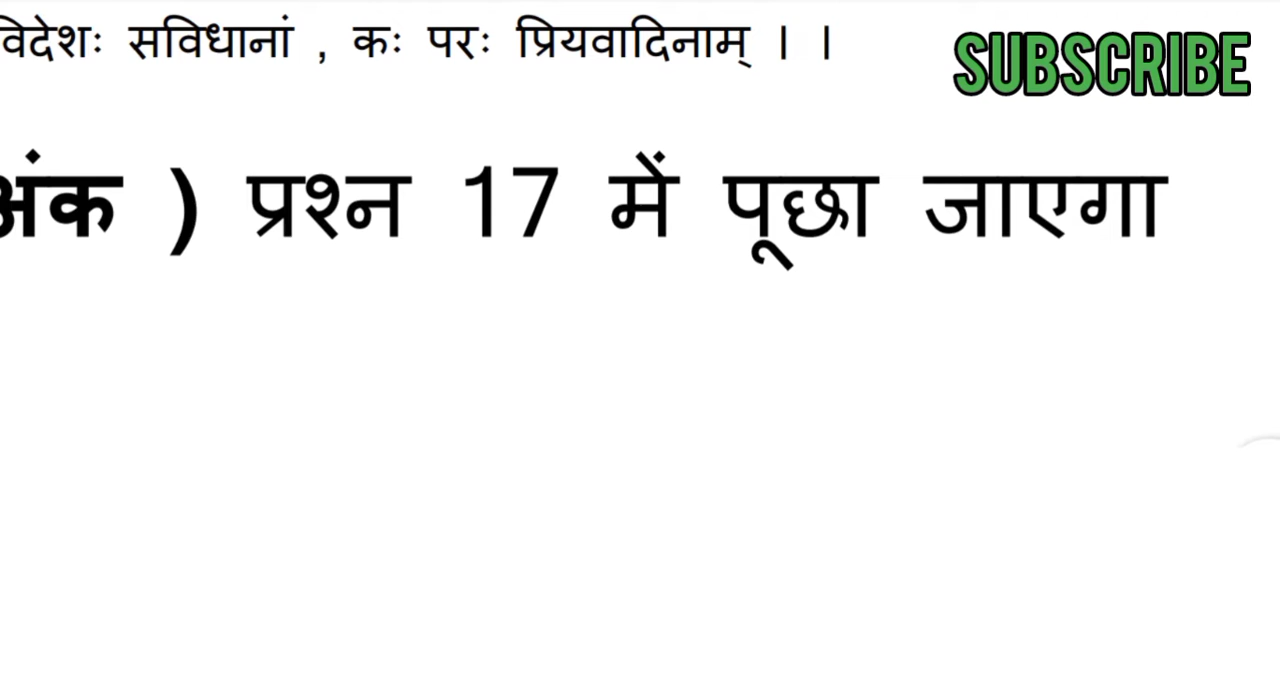 विदेशः सविधानां , कः परः प्रियवादिनाम् । ।
SUBSCRIBE
अंक ) प्रश्न 17 में पूछा जाएगा